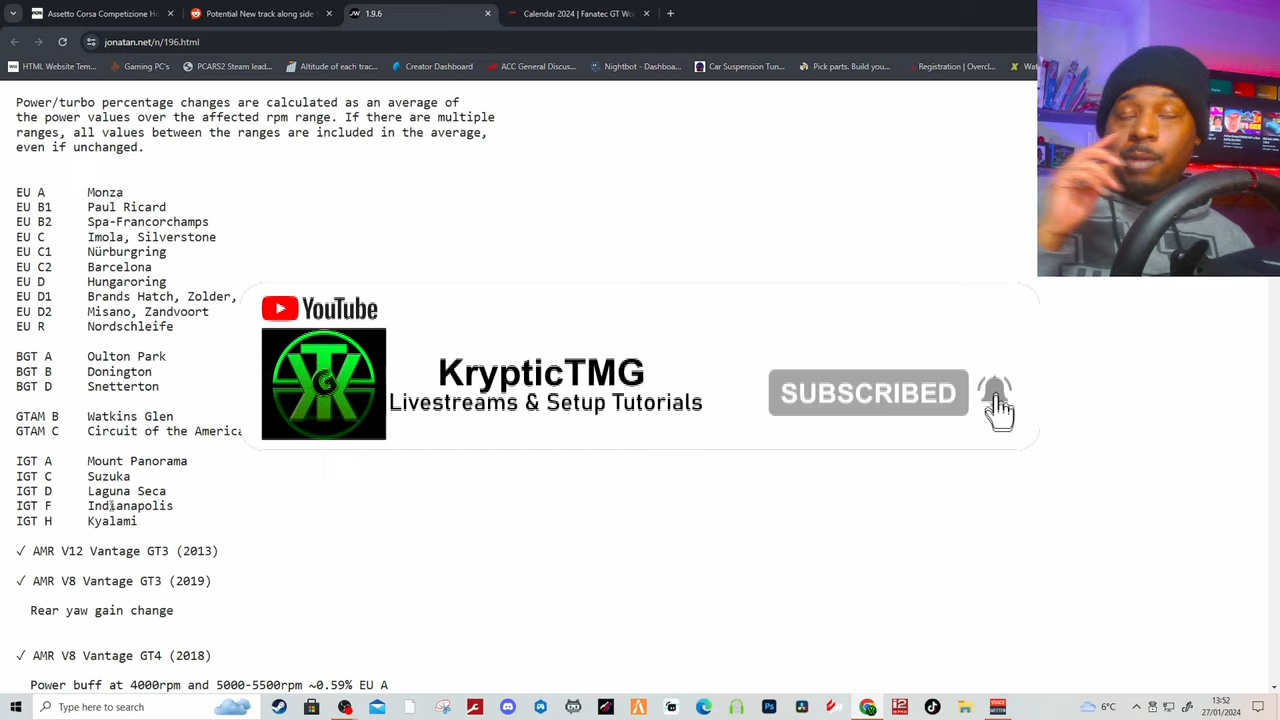 Assetto Corsa Competizione Ho
Potential New track along side
1.9.6
Calendar 2024 | Fanatec GT Wo
jonatan.net/n/196.html
HTML Website Tem...
Gaming PC's
PCARS2 Steam lead...
Altitude of each trac...
Creator Dashboard
ACC General Discus...
Nightbot - Dashboa...
Car Suspension Tun...
Pick parts. Build you...
Registration | Overcl...
Power/turbo percentage changes are calculated as an average of
the power values over the affected rpm range. If there are multiple
ranges, all values between the ranges are included in the average,
even if unchanged.
EU A Monza
EU B1 Paul Ricard
EU B2 Spa-Francorchamps
EU C Imola, Silverstone
EU C1 Nürburgring
EU C2 Barcelona
EU D Hungaroring
EU D1 Brands Hatch, Zolder,
EU D2 Misano, Zandvoort
EU R Nordschleife
YouTube
KrypticTMG
Livestreams & Setup Tutorials
SUBSCRIBED
BGT A Oulton Park
BGT B Donington
BGT D Snetterton
GTAM B Watkins Glen
GTAM C Circuit of the America
IGT A Mount Panorama
IGT C Suzuka
IGT D Laguna Seca
IGT F Indianapolis
IGT H Kyalami
✓ AMR V12 Vantage GT3 (2013)
✓ AMR V8 Vantage GT3 (2019)
Rear yaw gain change
✓ AMR V8 Vantage GT4 (2018)
Power buff at 4000rpm and 5000-5500rpm ~0.59% EU A
Type here to search
6°C
13:52
27/01/2024